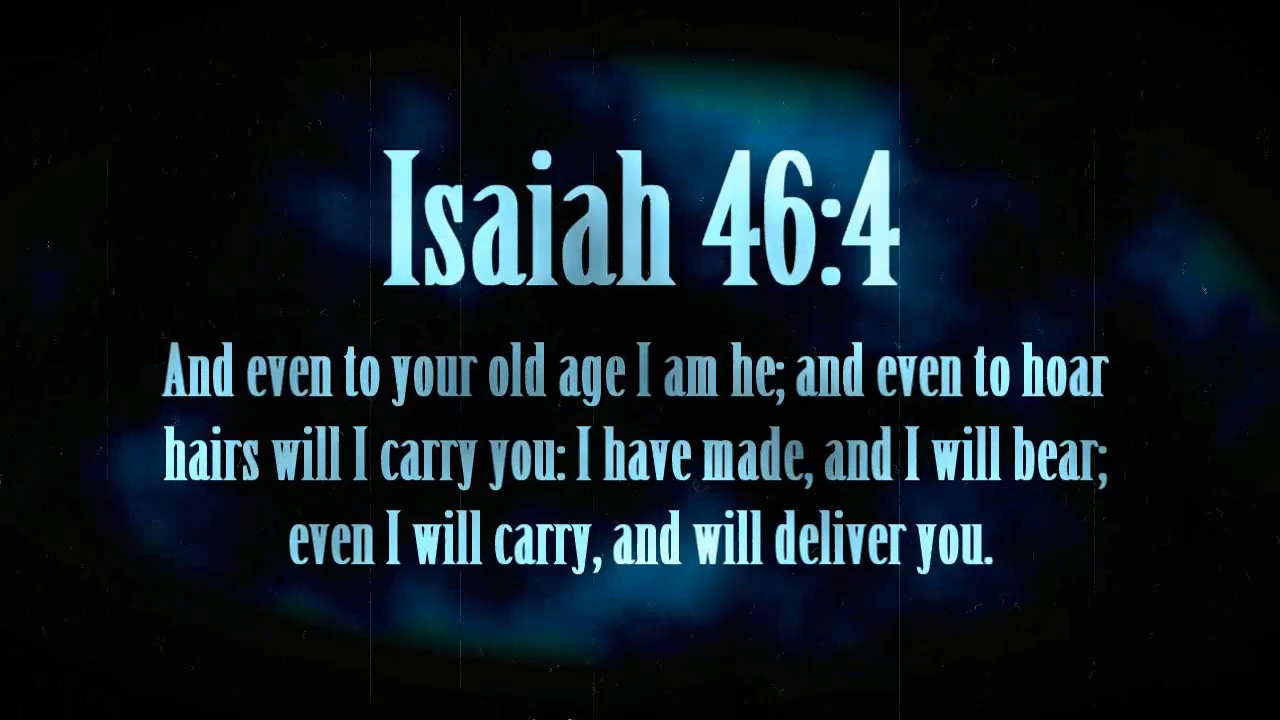 Isaiah 46:4
And even to your old age I am he; and even to hoar
hairs will I carry you: I have made, and I will bear;
even I will carry, and will deliver you.